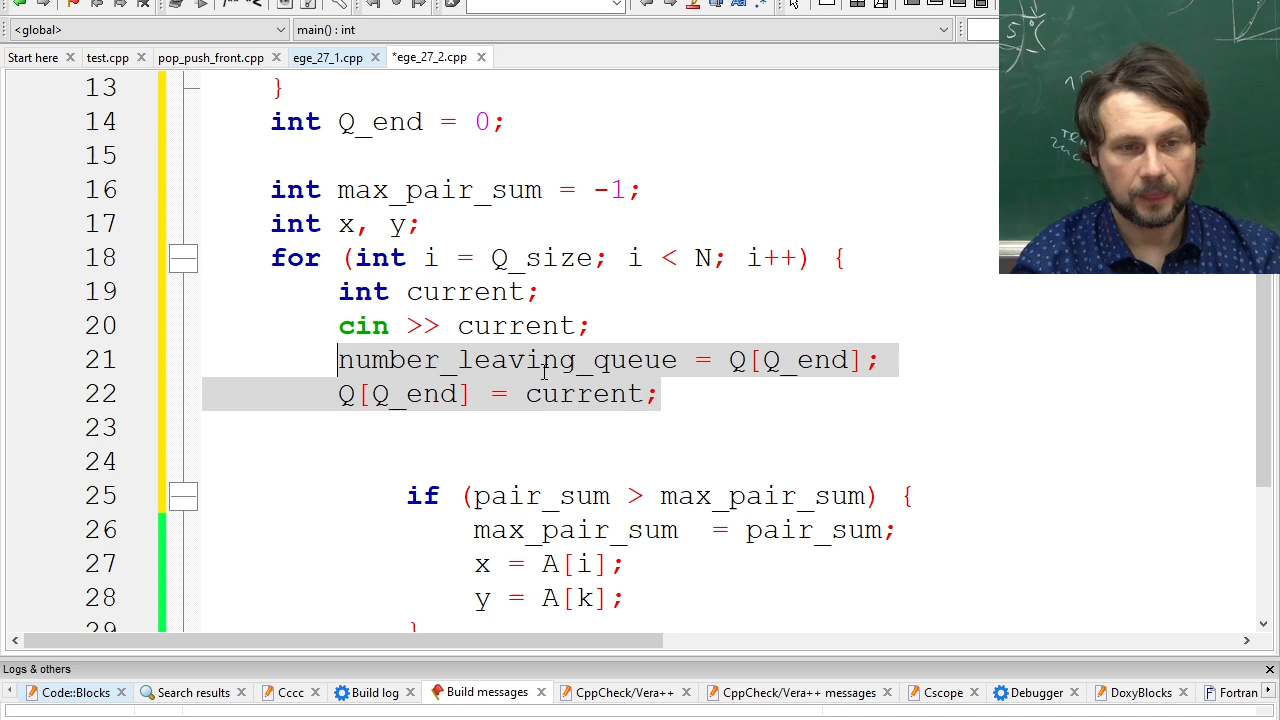 <global>
main() : int
Start here
test.cpp
pop_push_front.cpp
ege_27_1.cpp
*ege_27_2.cpp
13 }
14 int Q_end = 0;
15
16 int max_pair_sum = -1;
17 int x, y;
18 for (int i = Q_size; i < N; i++) {
19 int current;
20 cin >> current;
21 number_leaving_queue = Q[Q_end];
22 Q[Q_end] = current;
23
24
25 if (pair_sum > max_pair_sum) {
26 max_pair_sum = pair_sum;
27 x = A[i];
28 y = A[k];
29 }
Logs & others
Code::Blocks
Search results
Cccc
Build log
Build messages
CppCheck/Vera++
CppCheck/Vera++ messages
Cscope
Debugger
DoxyBlocks
Fortran